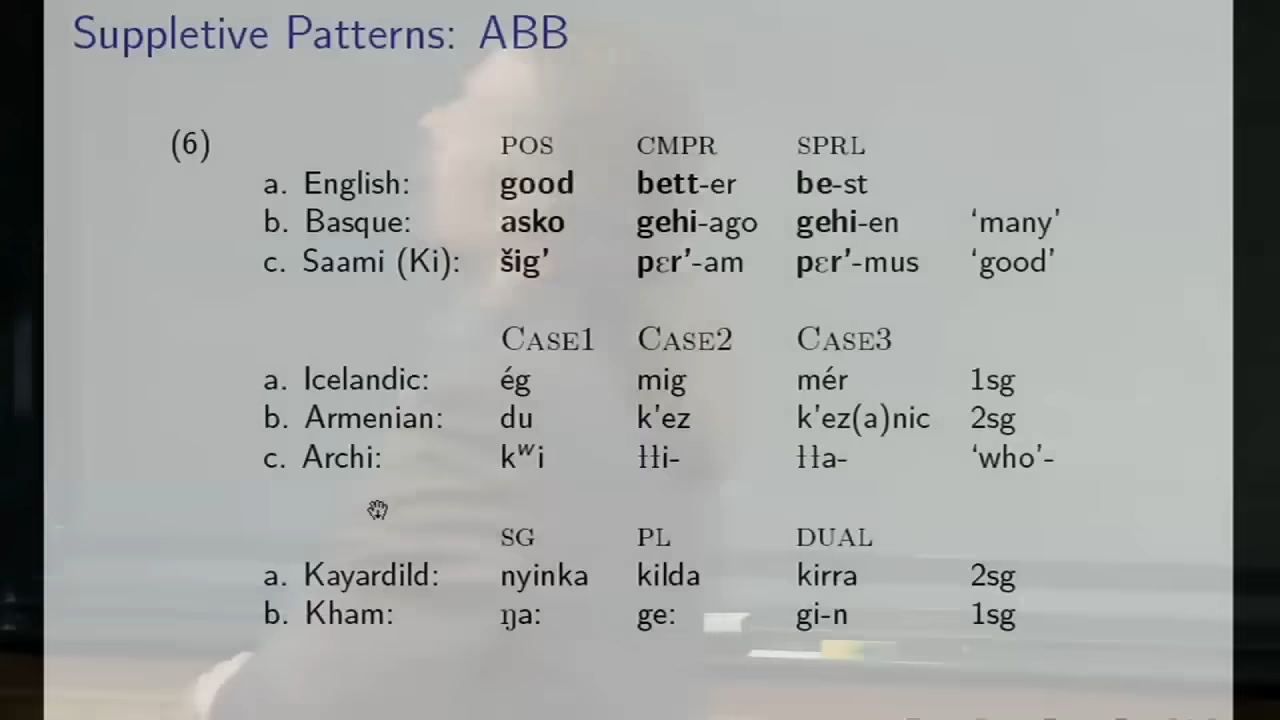 Suppletive Patterns: ABB
(6) POS CMPR SPRL
a. English: good bett-er be-st
b. Basque: asko gehi-ago gehi-en ‘many’
c. Saami (Ki): šig’ pɛr’-am pɛr’-mus ‘good’
CASE1 CASE2 CASE3
a. Icelandic: ég mig mér 1sg
b. Armenian: du k’ez k’ez(a)nic 2sg
c. Archi: kʷi ɫɫi- ɫɫa- ‘who’-
SG PL DUAL
a. Kayardild: nyinka kilda kirra 2sg
b. Kham: ŋa: ge: gi-n 1sg